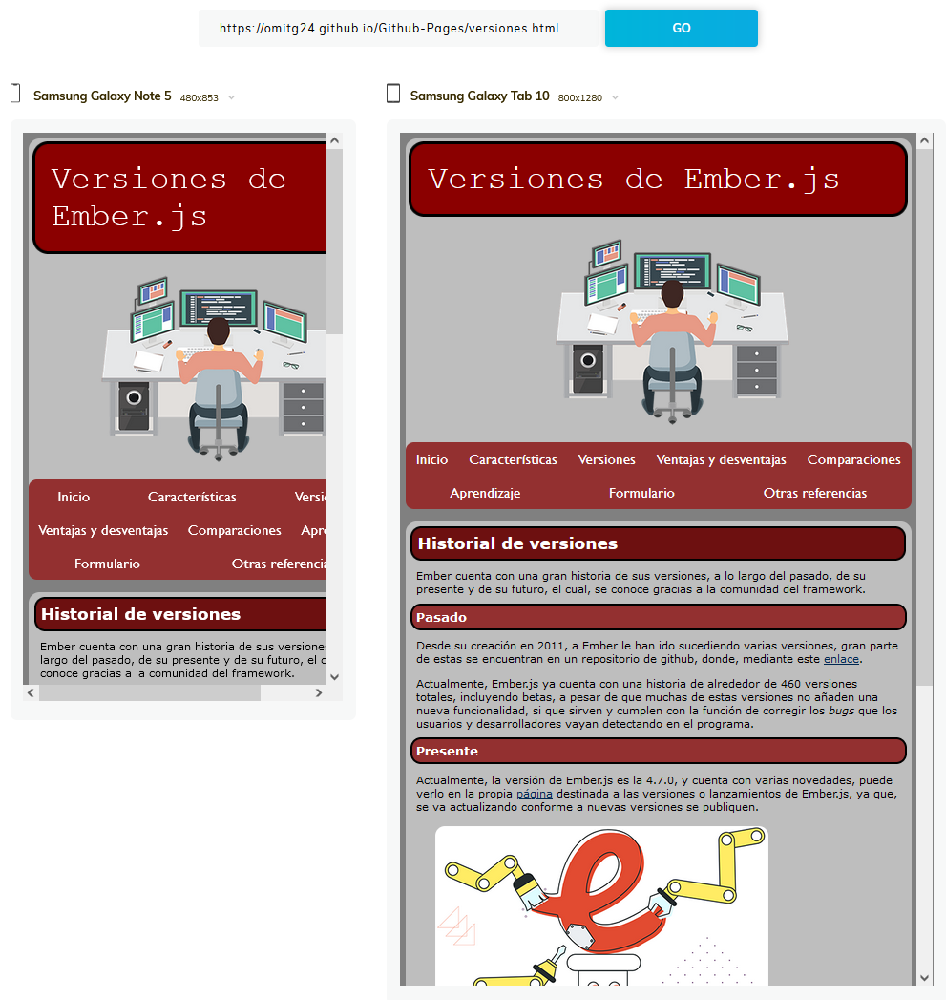 https://omitg24.github.io/Github-Pages/versiones.html
GO
Samsung Galaxy Note 5 480x853
Versiones de
Ember.js
Inicio Características Versi
Ventajas y desventajas Comparaciones Apre
Formulario Otras referencia
Historial de versiones
Ember cuenta con una gran historia de sus versiones
largo del pasado, de su presente y de su futuro, el c
conoce gracias a la comunidad del framework.
Samsung Galaxy Tab 10 800x1280
Versiones de Ember.js
Inicio Características Versiones Ventajas y desventajas Comparaciones
Aprendizaje Formulario Otras referencias
Historial de versiones
Ember cuenta con una gran historia de sus versiones, a lo largo del pasado, de su
presente y de su futuro, el cual, se conoce gracias a la comunidad del framework.
Pasado
Desde su creación en 2011, a Ember le han ido sucediendo varias versiones, gran parte
de estas se encuentran en un repositorio de github, donde, mediante este enlace.
Actualmente, Ember.js ya cuenta con una historia de alrededor de 460 versiones
totales, incluyendo betas, a pesar de que muchas de estas versiones no añaden una
nueva funcionalidad, si que sirven y cumplen con la función de corregir los bugs que los
usuarios y desarrolladores vayan detectando en el programa.
Presente
Actualmente, la versión de Ember.js es la 4.7.0, y cuenta con varias novedades, puede
verlo en la propia página destinada a las versiones o lanzamientos de Ember.js, ya que,
se va actualizando conforme a nuevas versiones se publiquen.
e